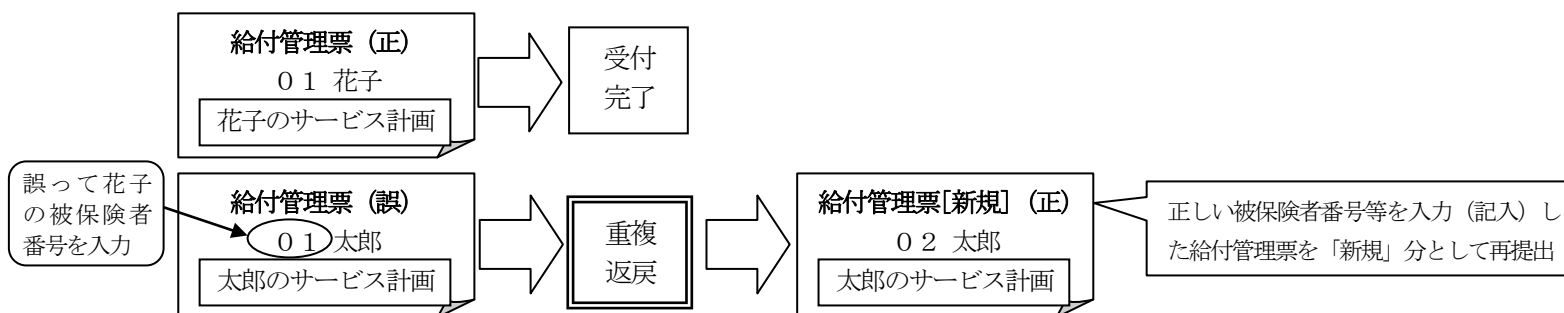 給付管理票（正）
０１ 花子
花子のサービス計画
受付
完了
誤って花子
の被保険者
番号を入力
給付管理票（誤）
０１ 太郎
太郎のサービス計画
重複
返戻
給付管理票[新規]（正）
０２ 太郎
太郎のサービス計画
正しい被保険者番号等を入力（記入）し
た給付管理票を「新規」分として再提出